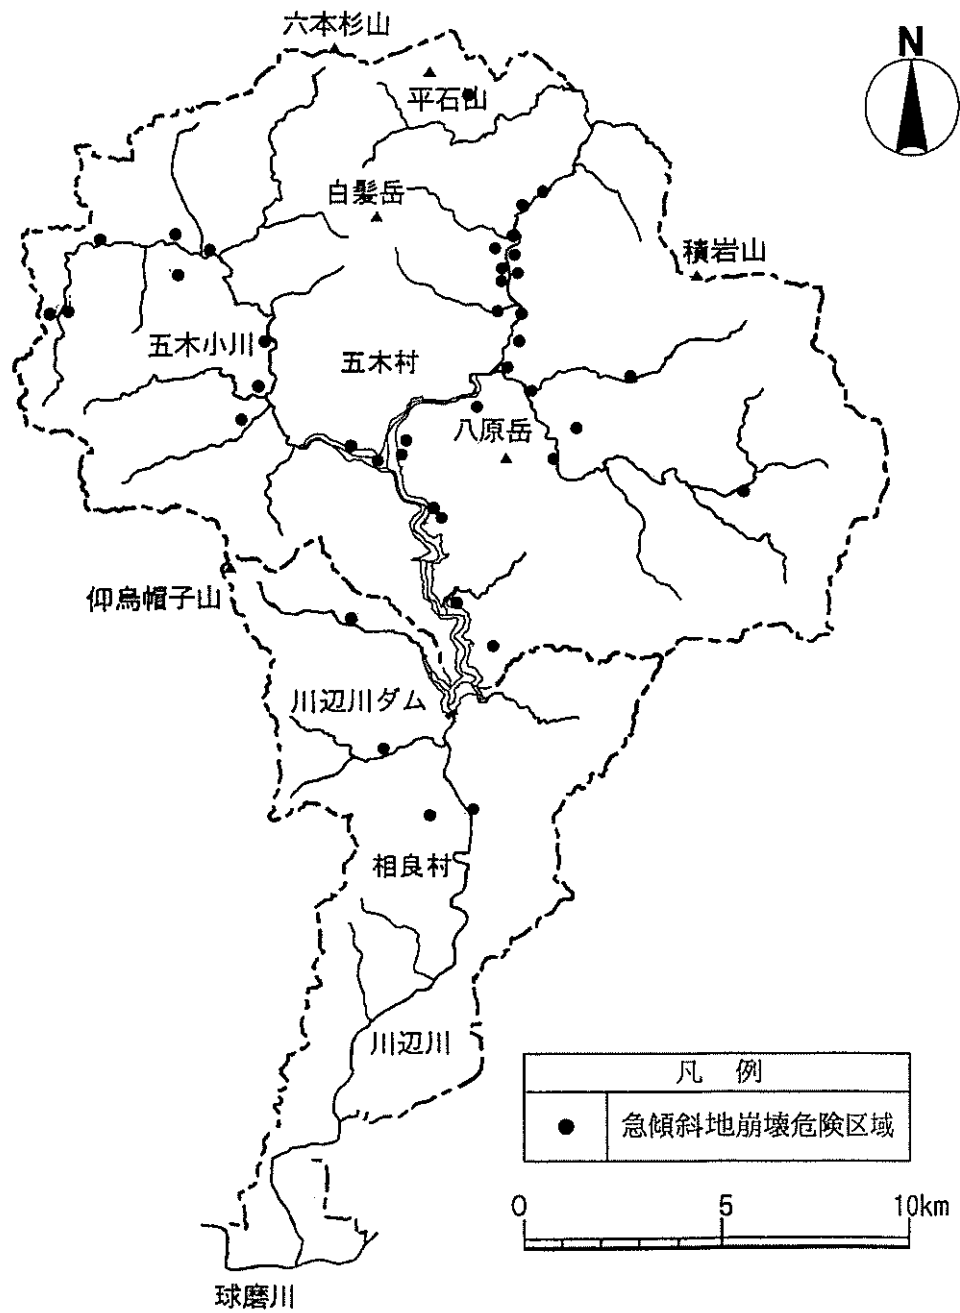 六本杉山
N
平石山
白髪岳
積岩山
五木小川
五木村
八原岳
仰烏帽子山
川辺川ダム
相良村
川辺川
凡 例
急傾斜地崩壊危険区域
0 5 10km
球磨川